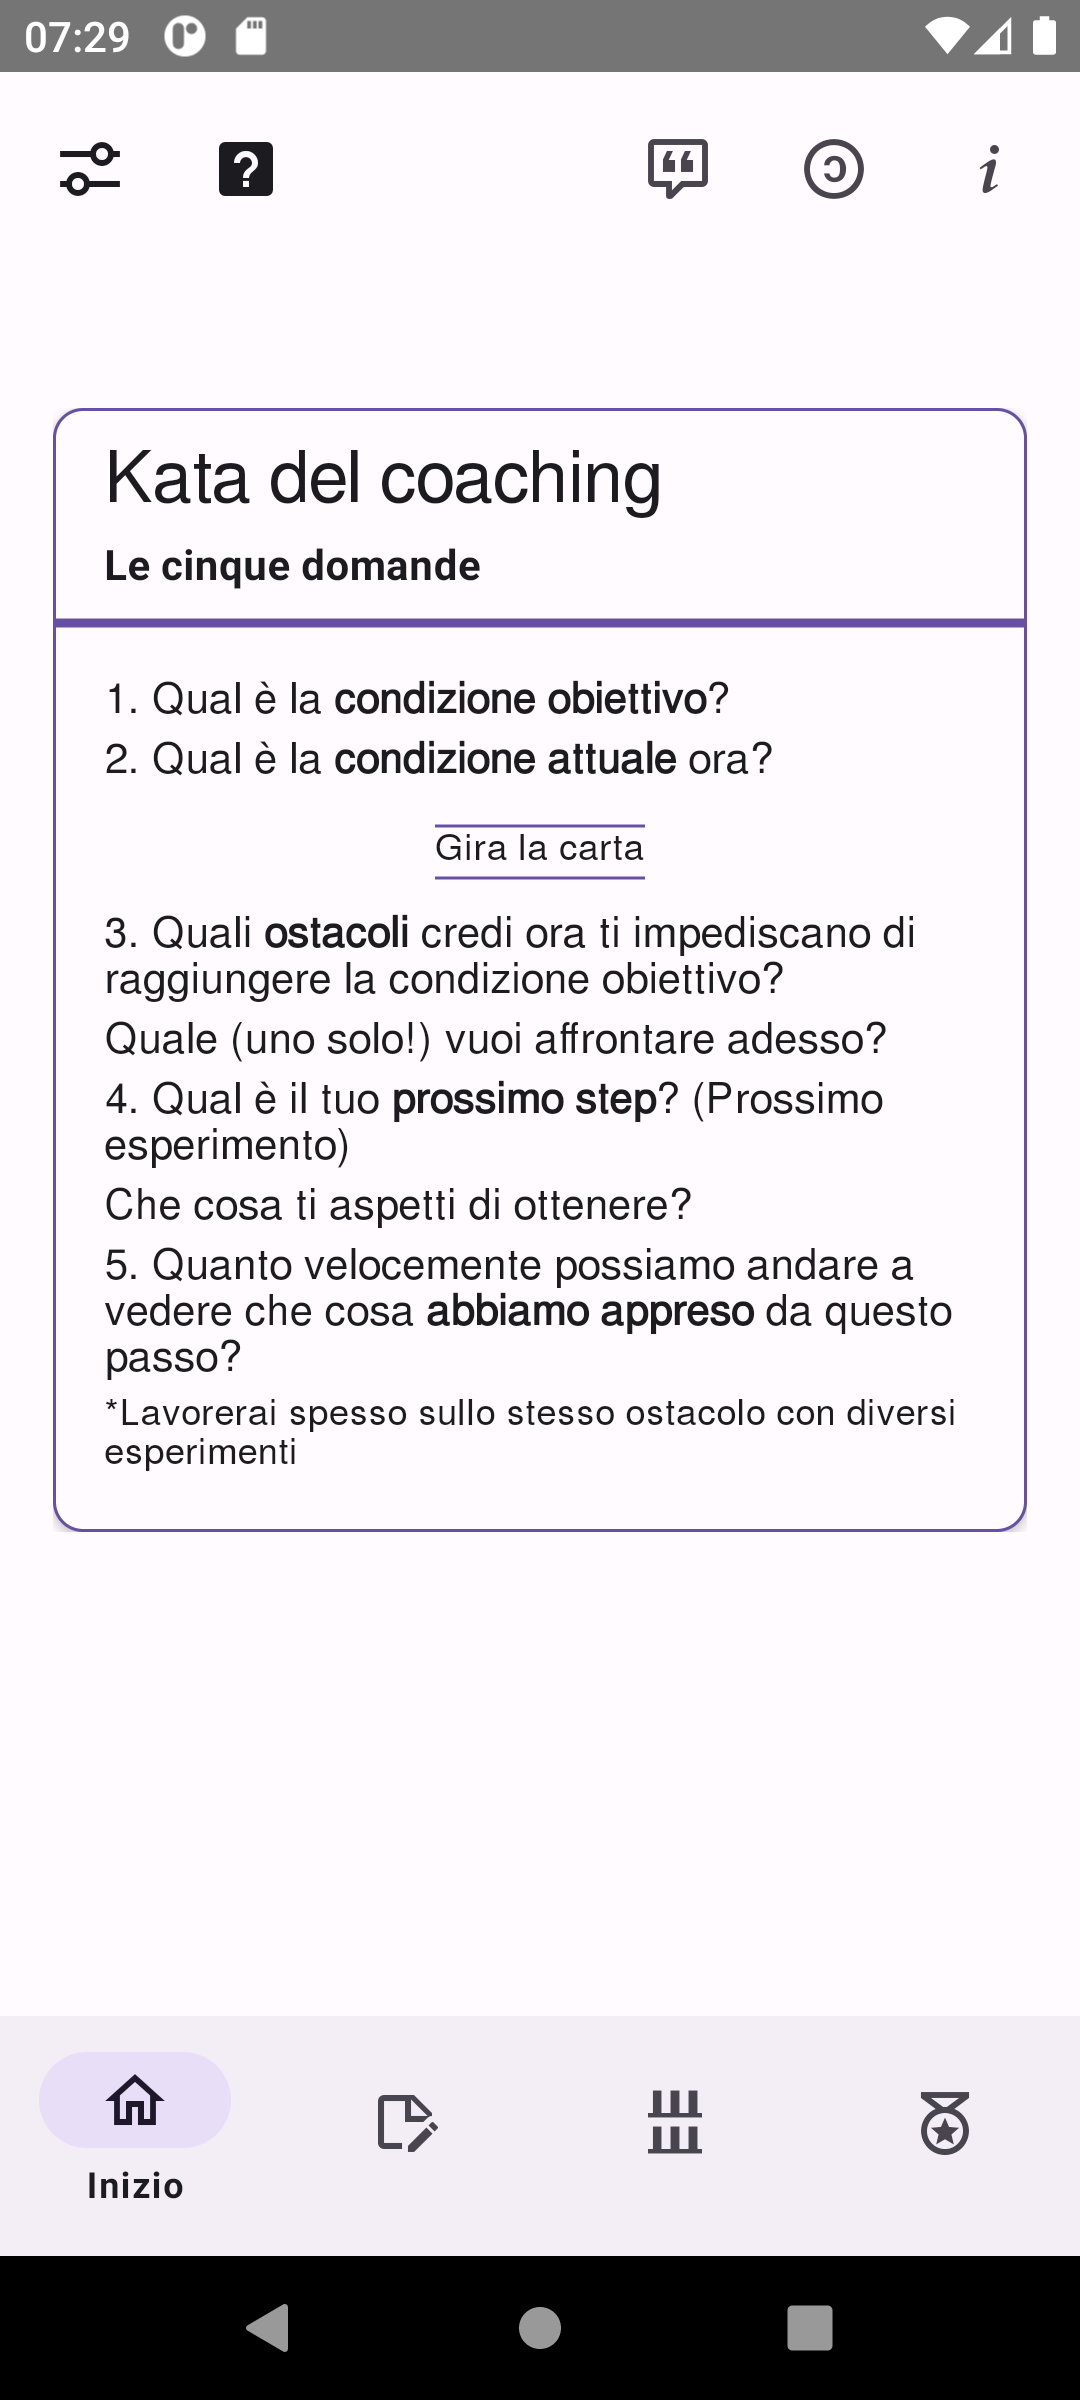 07:29
Kata del coaching
Le cinque domande
1. Qual è la condizione obiettivo?
2. Qual è la condizione attuale ora?
Gira la carta
3. Quali ostacoli credi ora ti impediscano di
raggiungere la condizione obiettivo?
Quale (uno solo!) vuoi affrontare adesso?
4. Qual è il tuo prossimo step? (Prossimo
esperimento)
Che cosa ti aspetti di ottenere?
5. Quanto velocemente possiamo andare a
vedere che cosa abbiamo appreso da questo
passo?
*Lavorerai spesso sullo stesso ostacolo con diversi
esperimenti
Inizio